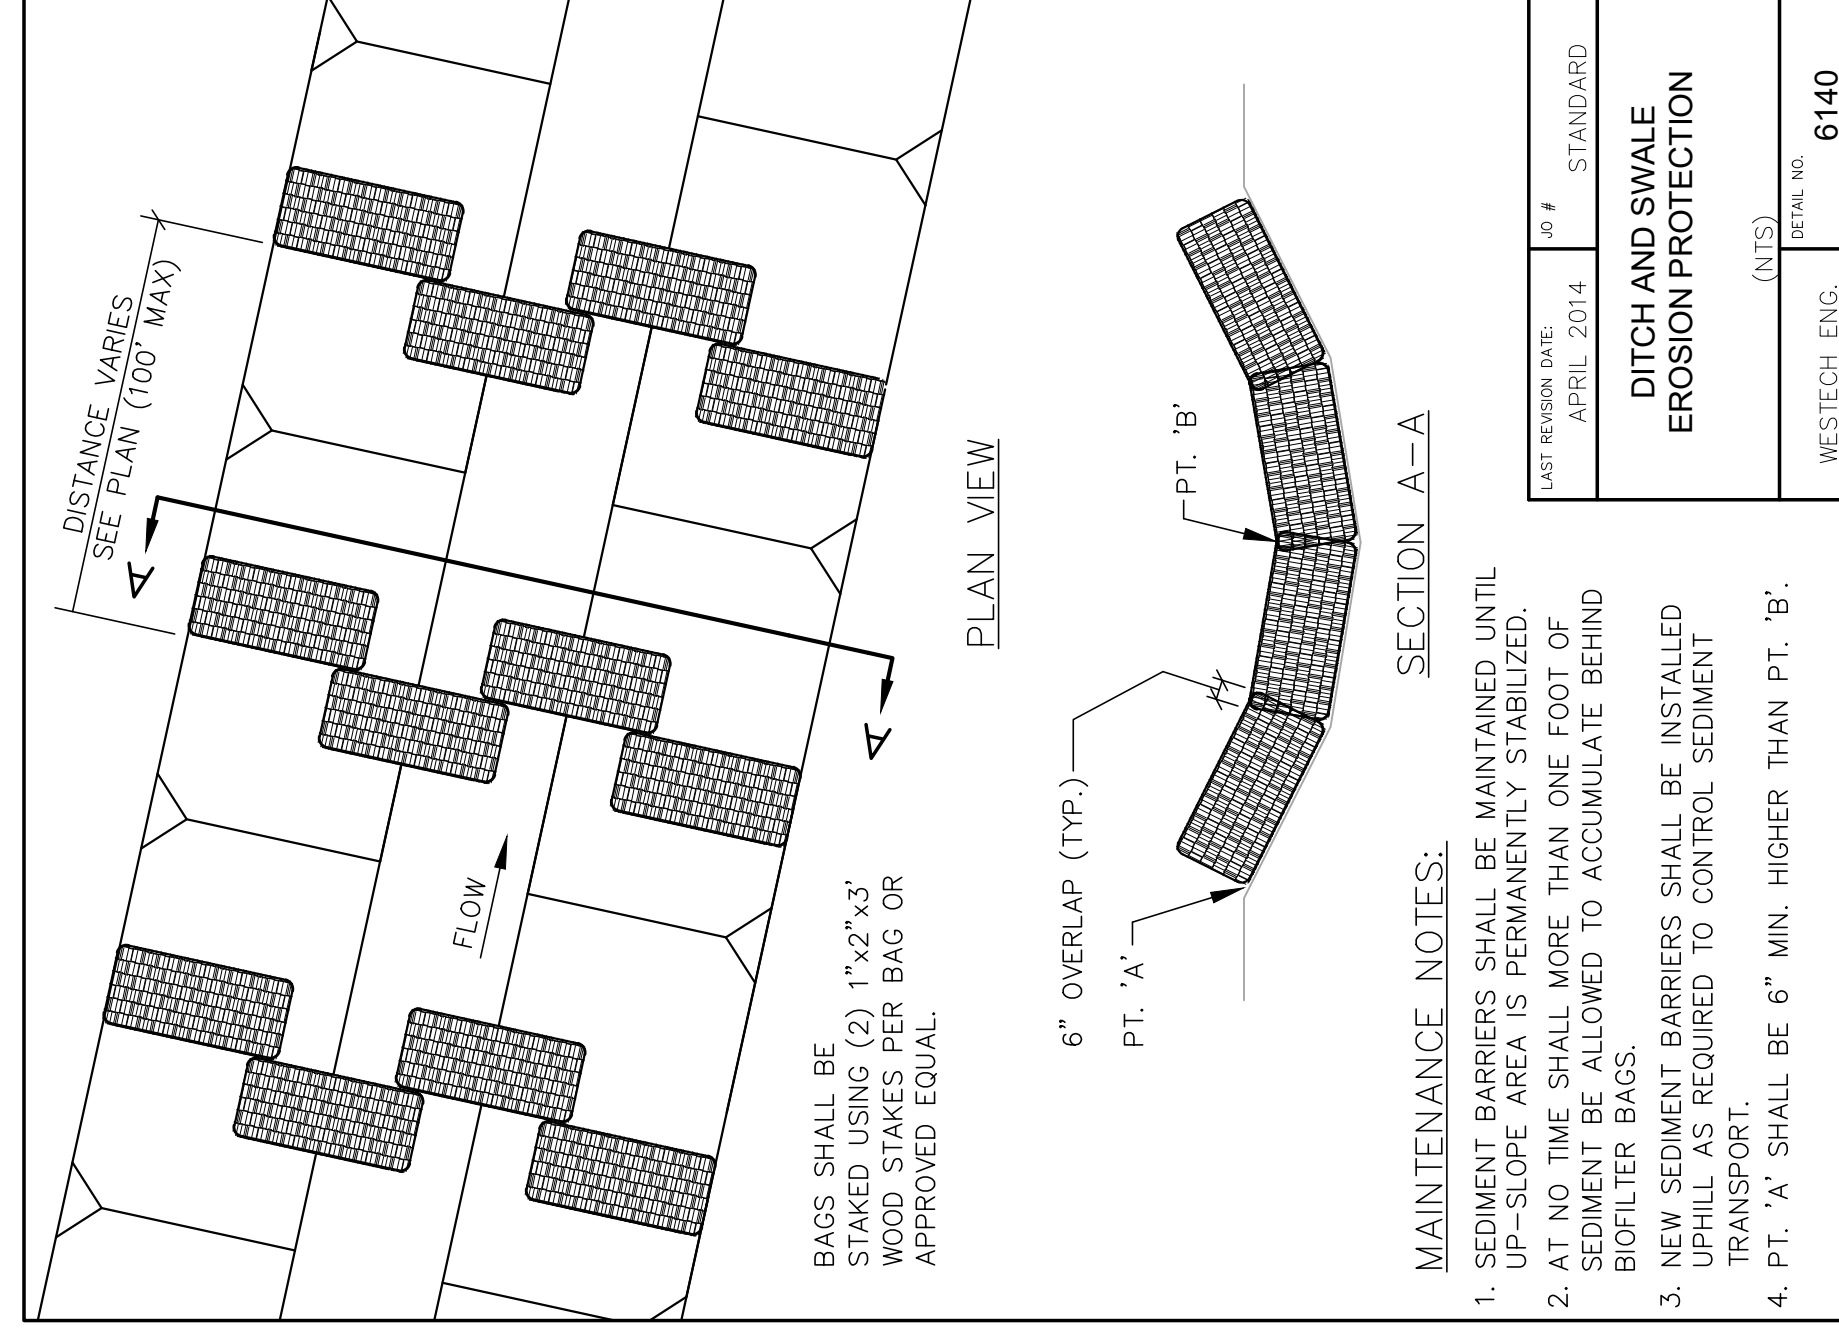 DISTANCE VARIES
SEE PLAN (100' MAX)
A
A
FLOW
BAGS SHALL BE
STAKED USING (2) 1"x2"x3'
WOOD STAKES PER BAG OR
APPROVED EQUAL.
PLAN VIEW
6" OVERLAP (TYP.)
PT. 'A'
PT. 'B'
SECTION A-A
MAINTENANCE NOTES:
1. SEDIMENT BARRIERS SHALL BE MAINTAINED UNTIL
UP-SLOPE AREA IS PERMANENTLY STABILIZED.
2. AT NO TIME SHALL MORE THAN ONE FOOT OF
SEDIMENT BE ALLOWED TO ACCUMULATE BEHIND
BIOFILTER BAGS.
3. NEW SEDIMENT BARRIERS SHALL BE INSTALLED
UPHILL AS REQUIRED TO CONTROL SEDIMENT
TRANSPORT.
4. PT. 'A' SHALL BE 6" MIN. HIGHER THAN PT. 'B'.
LAST REVISION DATE:
APRIL 2014
JO #
STANDARD
DITCH AND SWALE
EROSION PROTECTION
(NTS)
WESTECH ENG.
DETAIL NO.
6140